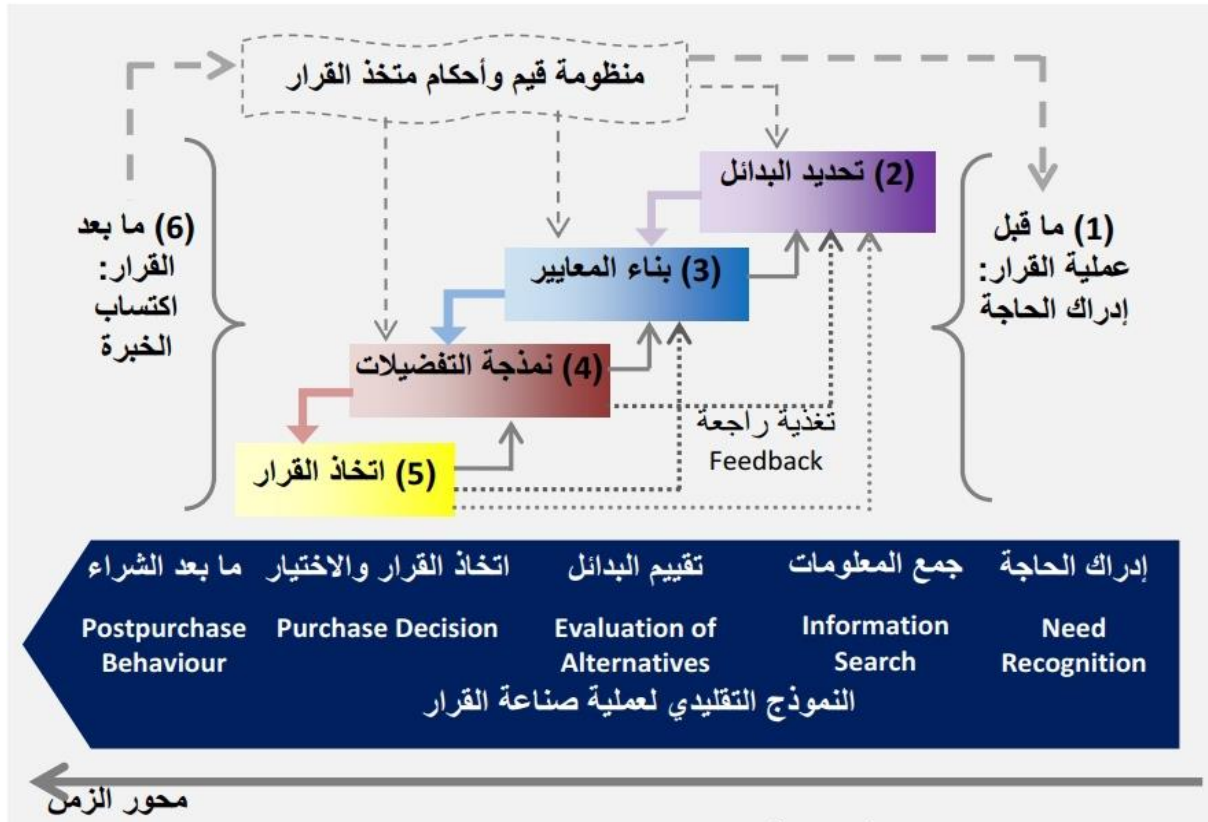 منظومة قيم وأحكام متخذ القرار
(1) ما قبل
عملية القرار:
إدراك الحاجة
(2) تحديد البدائل
(3) بناء المعايير
(4) نمذجة التفضيلات
(5) اتخاذ القرار
(6) ما بعد
القرار:
اكتساب
الخبرة
تغذية راجعة
Feedback
إدراك الحاجة
Need
Recognition
جمع المعلومات
Information
Search
تقييم البدائل
Evaluation of
Alternatives
اتخاذ القرار والاختيار
Purchase Decision
ما بعد الشراء
Postpurchase
Behaviour
النموذج التقليدي لعملية صناعة القرار
محور الزمن